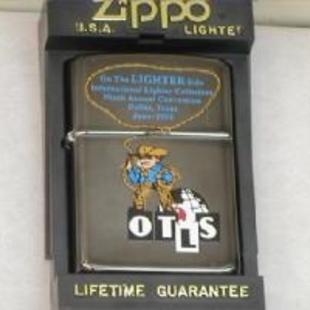 Zippo
U.S.A. LIGHTER
On The LIGHTER Side
International Lighter Collectors
Ninth Annual Convention
Dallas, Texas
OTLS
LIFETIME GUARANTEE